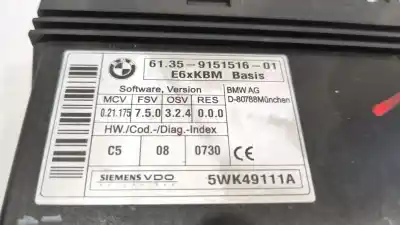 61.35-9151516-01
E6xKBM Basis
Software, Version
BMW AG
D-80788München
MCV FSV OSV RES
0.21.175 7.5.0 3.2.4 0.0.0
HW./Cod.-/Diag.-Index
C5 08 0730
SIEMENS VDO 5WK49111A